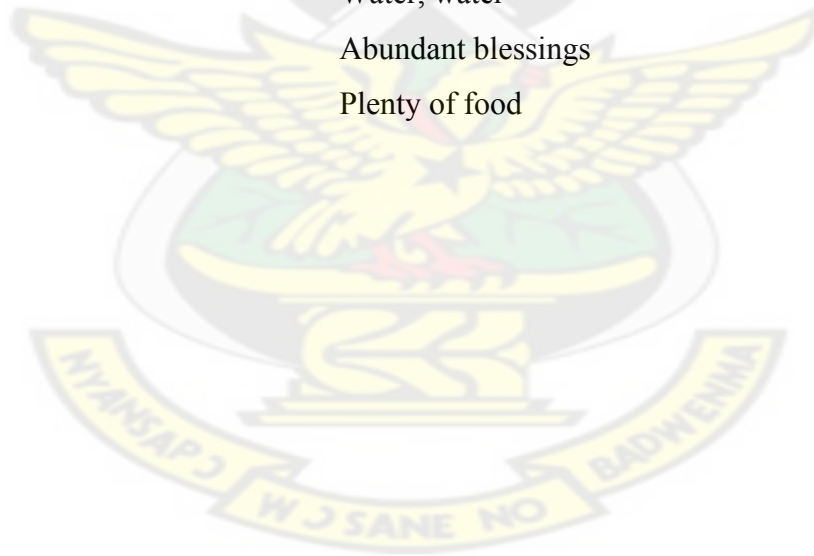 Water, water
Abundant blessings
Plenty of food
NYANSAPƆ WƆSANE NO BADWENMA